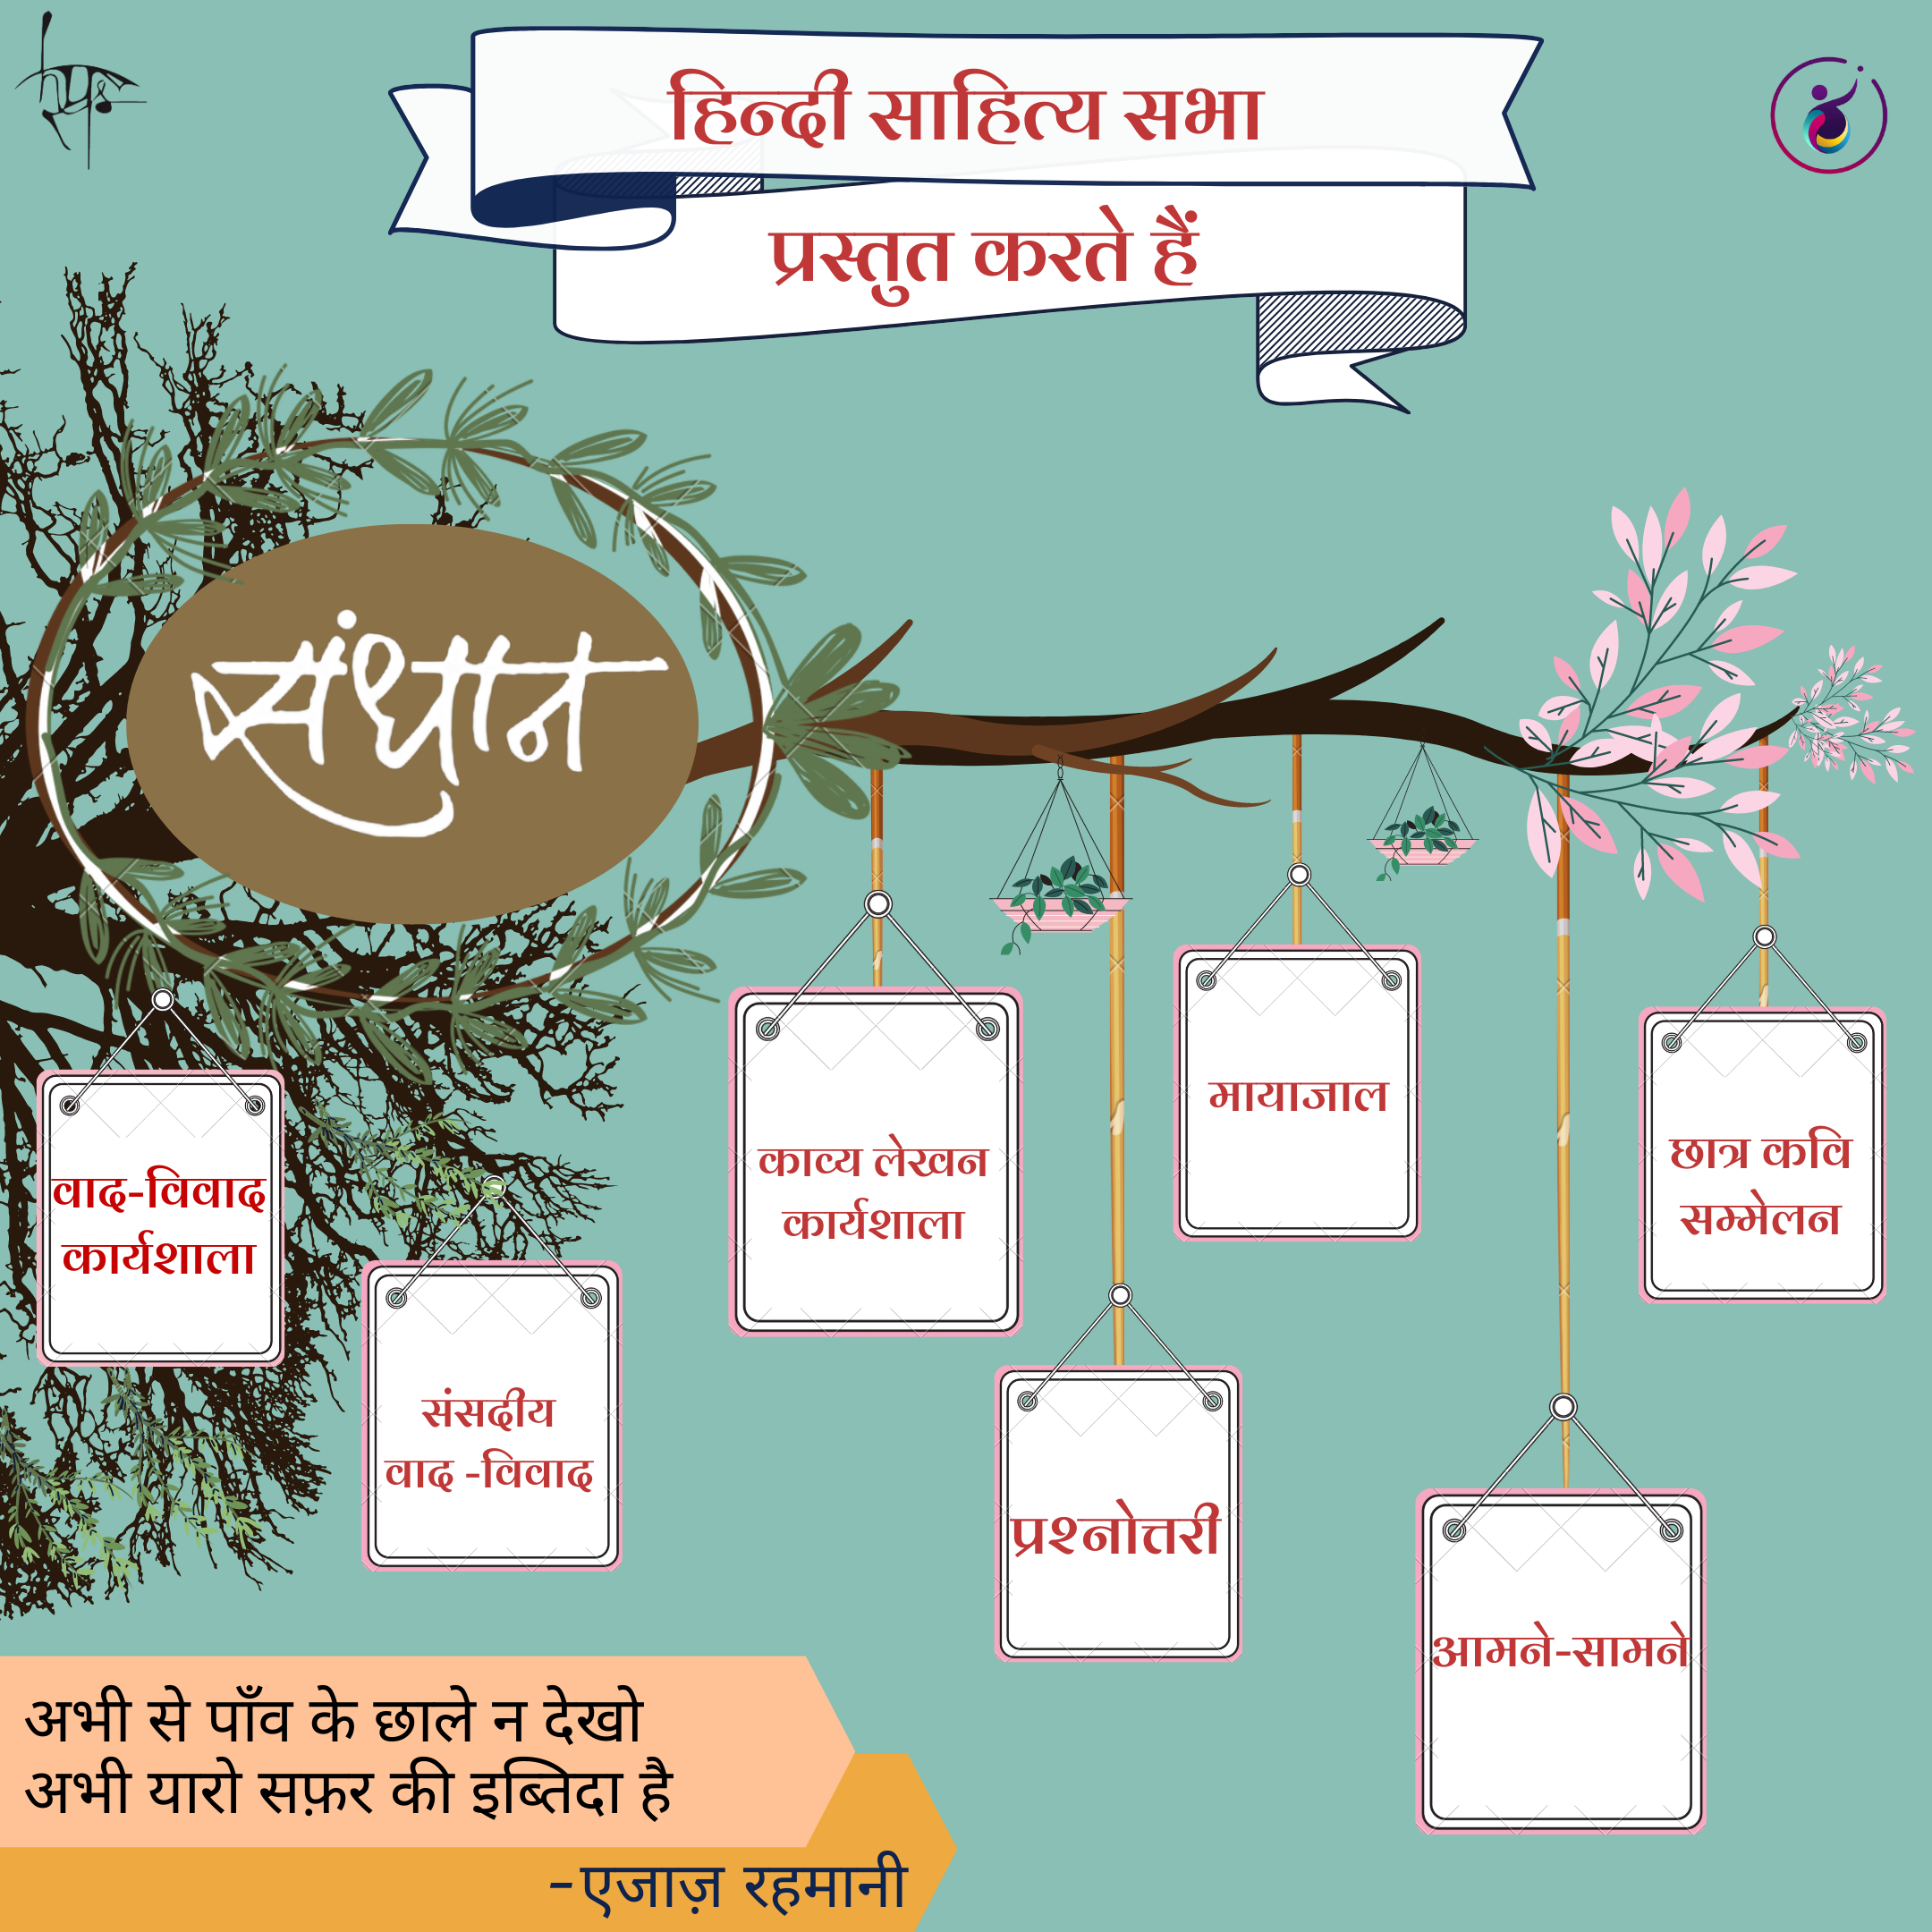 हिन्दी साहित्य सभा
प्रस्तुत करते हैं
संधान
वाद-विवाद
कार्यशाला
संसदीय
वाद -विवाद
काव्य लेखन
कार्यशाला
प्रश्नोत्तरी
मायाजाल
आमने-सामने
छात्र कवि
सम्मेलन
अभी से पाँव के छाले न देखो
अभी यारो सफ़र की इब्तिदा है
-एजाज़ रहमानी